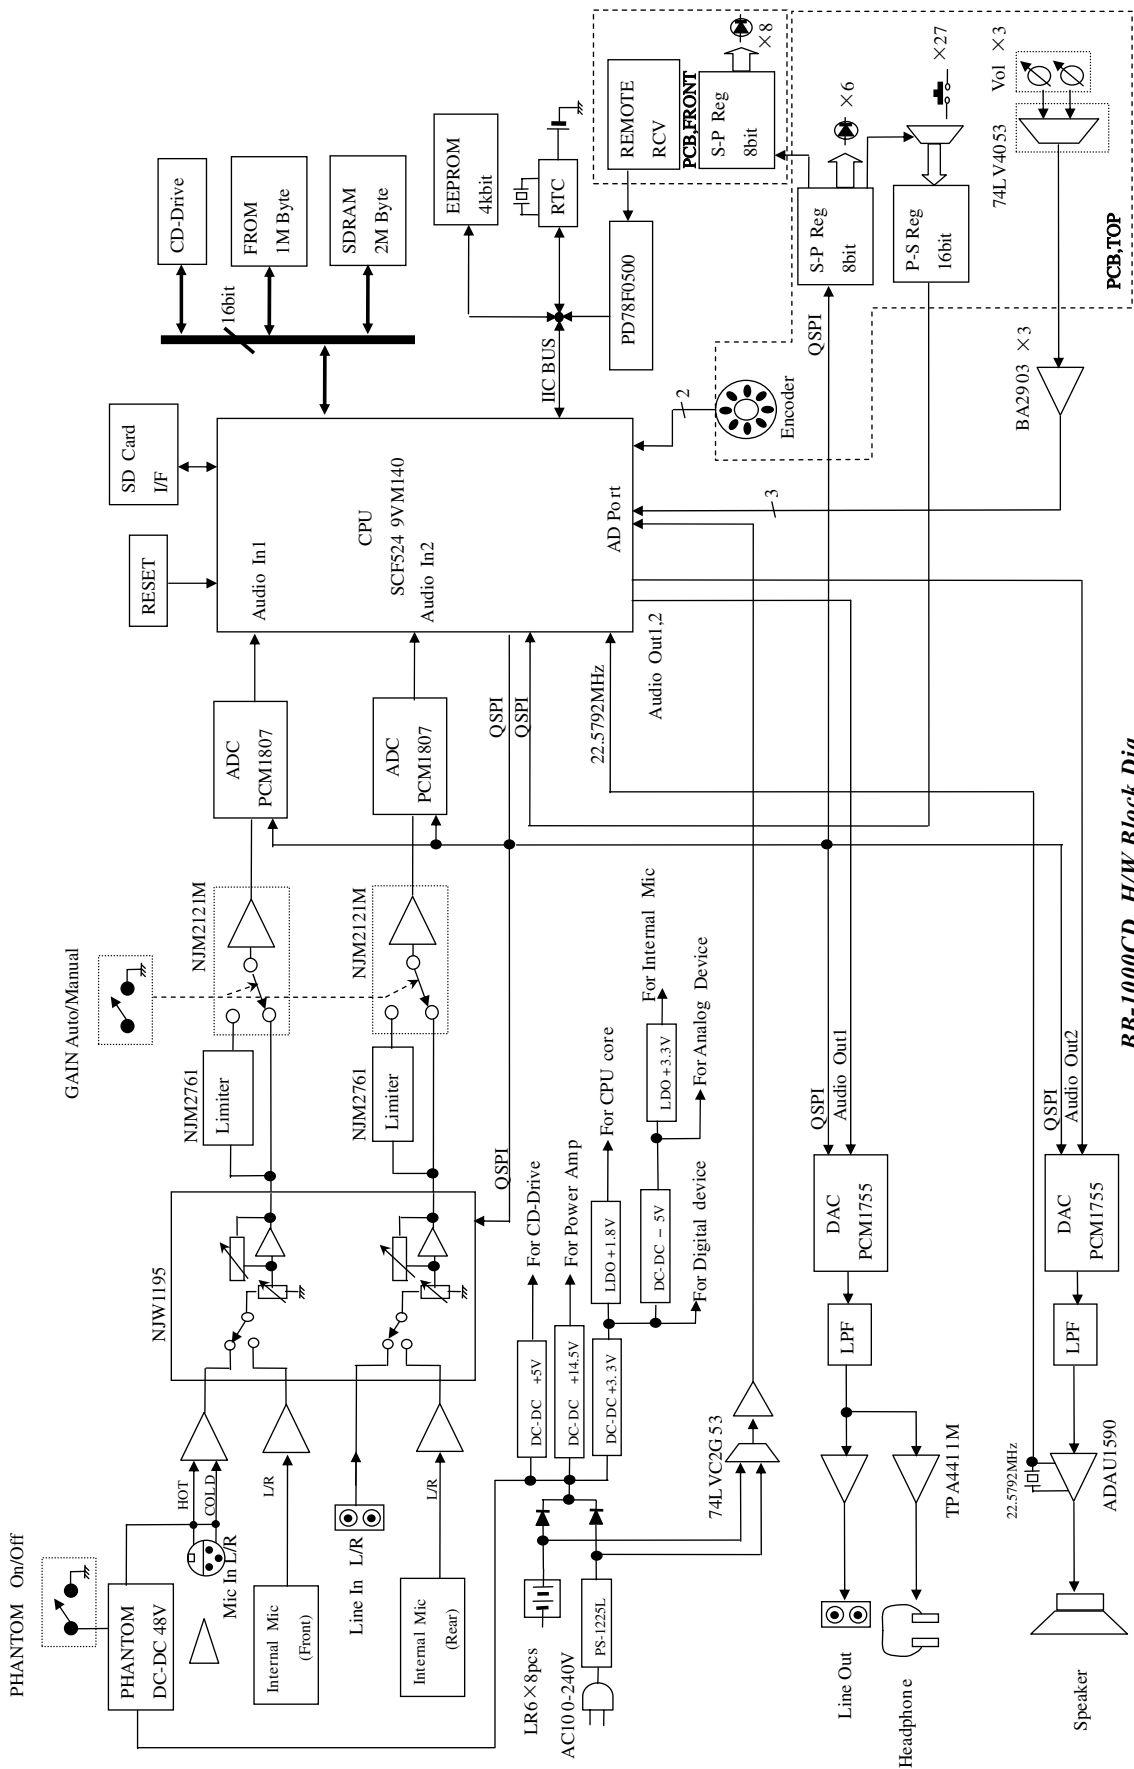 PHANTOM On/Off
PHANTOM
DC-DC 48V
HOT
COLD
Mic In L/R
Internal Mic
(Front)
L/R
Line In L/R
Internal Mic
(Rear)
L/R
NJW1195
GAIN Auto/Manual
NJM2761
Limiter
NJM2121M
NJM2761
Limiter
NJM2121M
ADC
PCM1807
ADC
PCM1807
RESET
SD Card
I/F
Audio In1
CPU
SCF524 9VM140
Audio In2
AD Port
16bit
CD-Drive
FROM
1M Byte
SDRAM
2M Byte
IIC BUS
EEPROM
4kbit
RTC
PD78F0500
REMOTE
RCV
PCB,FRONT
S-P Reg
8bit
×8
QSPI
S-P Reg
8bit
×6
P-S Reg
16bit
×27
74LV4053
Vol ×3
PCB,TOP
BA2903 ×3
Encoder
2
3
QSPI
QSPI
22.5792MHz
Audio Out1,2
QSPI
LR6×8pcs
AC100-240V
PS-1225L
DC-DC +5V
For CD-Drive
DC-DC +14.5V
For Power Amp
DC-DC +3.3V
LDO +1.8V
For CPU core
DC-DC – 5V
LDO +3.3V
For Internal Mic
For Analog Device
For Digital device
74LVC2G53
QSPI
Audio Out1
DAC
PCM1755
LPF
TPA4411M
Line Out
Headphone
QSPI
Audio Out2
DAC
PCM1755
LPF
22.5792MHz
ADAU1590
Speaker
BR-1000CD H/W Block Dia